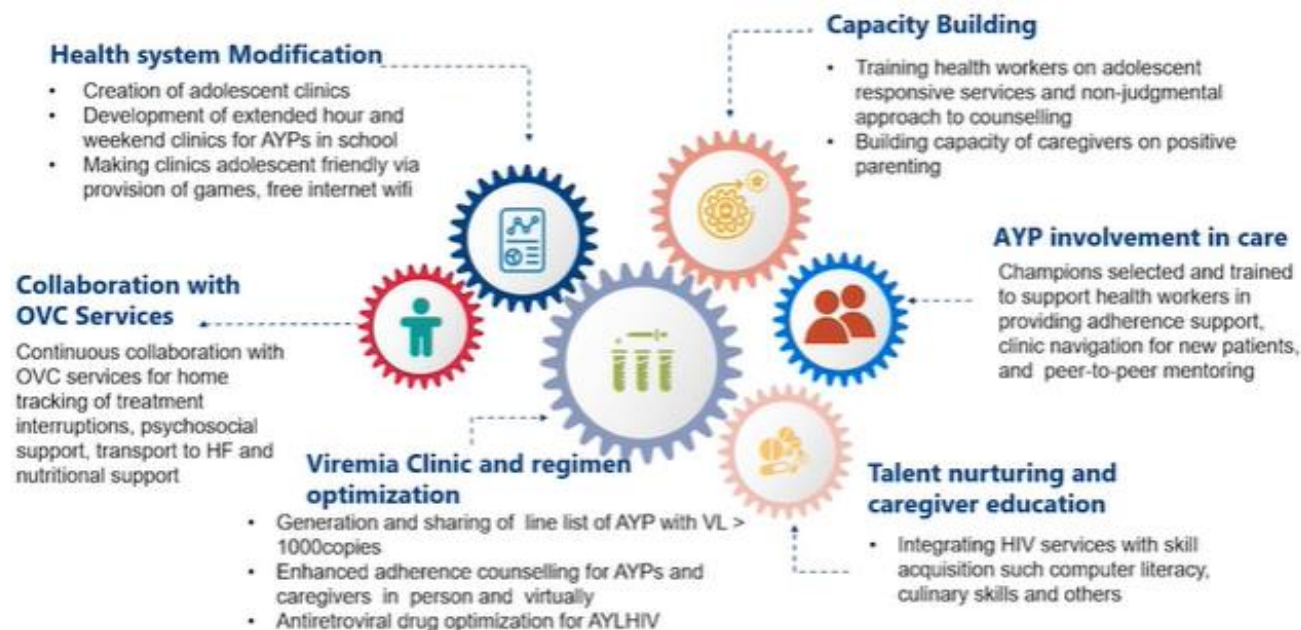 Health system Modification
• Creation of adolescent clinics
• Development of extended hour and
weekend clinics for AYPs in school
• Making clinics adolescent friendly via
provision of games, free internet wifi
Capacity Building
• Training health workers on adolescent
responsive services and non-judgmental
approach to counselling
• Building capacity of caregivers on positive
parenting
AYP involvement in care
Champions selected and trained
to support health workers in
providing adherence support,
clinic navigation for new patients,
and peer-to-peer mentoring
Collaboration with
OVC Services
Continuous collaboration with
OVC services for home
tracking of treatment
interruptions, psychosocial
support, transport to HF and
nutritional support
Viremia Clinic and regimen
optimization
• Generation and sharing of line list of AYP with VL >
1000copies
• Enhanced adherence counselling for AYPs and
caregivers in person and virtually
• Antiretroviral drug optimization for AYLHIV
Talent nurturing and
caregiver education
• Integrating HIV services with skill
acquisition such computer literacy,
culinary skills and others